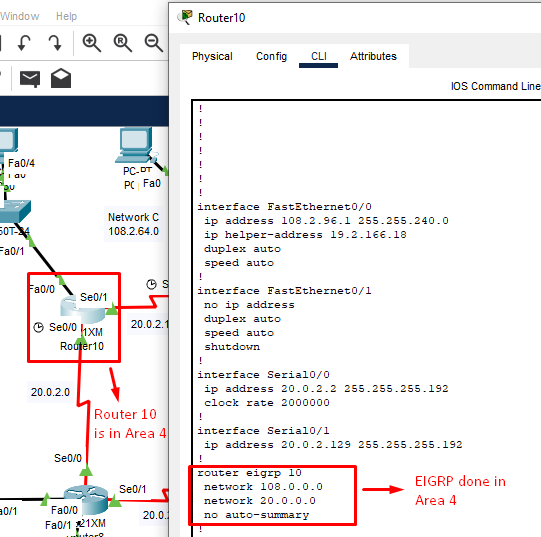 Window Help
Fa0/4
Fa0
PC-PT
Fa0
Network C
108.2.64.0
50T-24
Fa0/1
Fa0/0
Se0/1
Se0/0
1XM
Router10
20.0.2.1
20.0.2.0
Router 10
is in Area 4
Se0/0
Se0/1
a0/1
Fa0/0
Fa0/1
21XM
20.0.2
Router10
Physical Config CLI Attributes
IOS Command Line
!
!
!
!
!
!
!
interface FastEthernet0/0
ip address 108.2.96.1 255.255.240.0
ip helper-address 19.2.166.18
duplex auto
speed auto
!
interface FastEthernet0/1
no ip address
duplex auto
speed auto
shutdown
!
interface Serial0/0
ip address 20.0.2.2 255.255.255.192
clock rate 2000000
!
interface Serial0/1
ip address 20.0.2.129 255.255.255.192
!
router eigrp 10
network 108.0.0.0
network 20.0.0.0
no auto-summary
!
EIGRP done in
Area 4